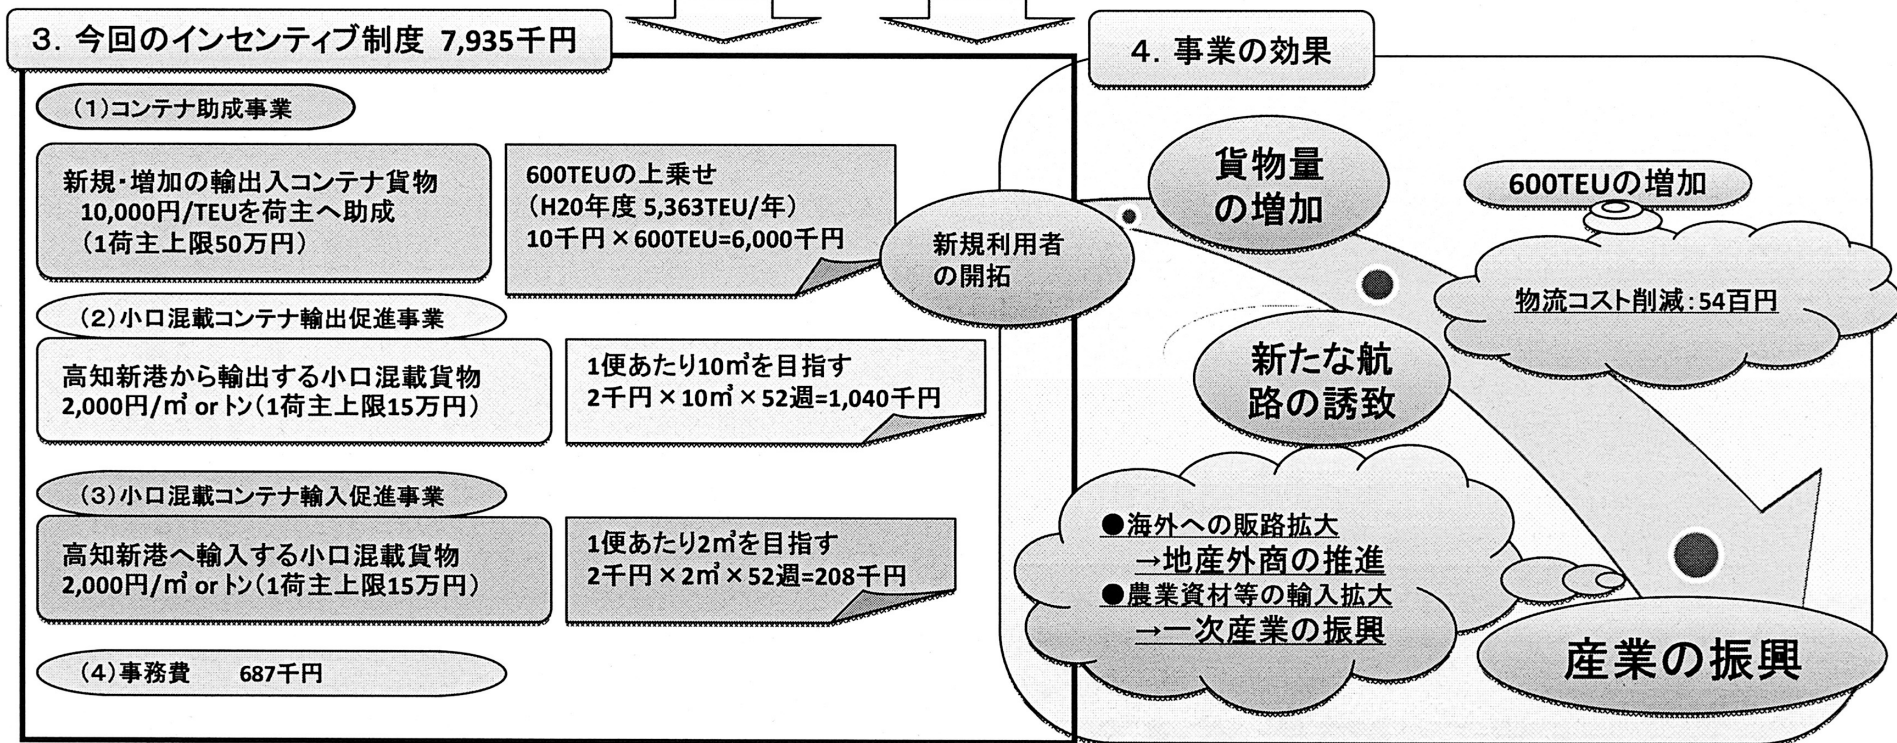 3．今回のインセンティブ制度 7,935千円
（1）コンテナ助成事業
新規・増加の輸出入コンテナ貨物
10,000円/TEUを荷主へ助成
（1荷主上限50万円）
600TEUの上乗せ
（H20年度 5,363TEU/年）
10千円×600TEU=6,000千円
（2）小口混載コンテナ輸出促進事業
高知新港から輸出する小口混載貨物
2,000円/㎥ or トン（1荷主上限15万円）
1便あたり10㎥を目指す
2千円×10㎥×52週=1,040千円
（3）小口混載コンテナ輸入促進事業
高知新港へ輸入する小口混載貨物
2,000円/㎥ or トン（1荷主上限15万円）
1便あたり2㎥を目指す
2千円×2㎥×52週=208千円
（4）事務費 687千円
4．事業の効果
新規利用者
の開拓
貨物量
の増加
600TEUの増加
物流コスト削減：54百円
新たな航
路の誘致
●海外への販路拡大
→地産外商の推進
●農業資材等の輸入拡大
→一次産業の振興
産業の振興